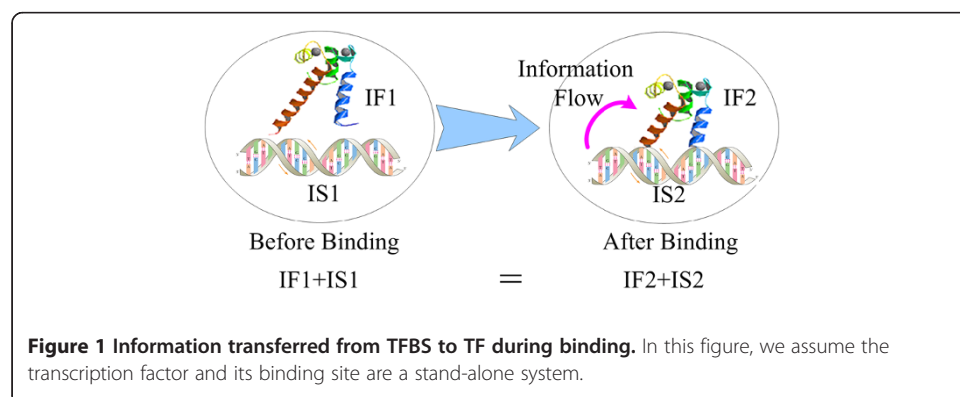 Information
Flow
IF1
IF2
IS1
IS2
Before Binding
After Binding
IF1+IS1
=
IF2+IS2
Figure 1 Information transferred from TFBS to TF during binding. In this figure, we assume the
transcription factor and its binding site are a stand-alone system.